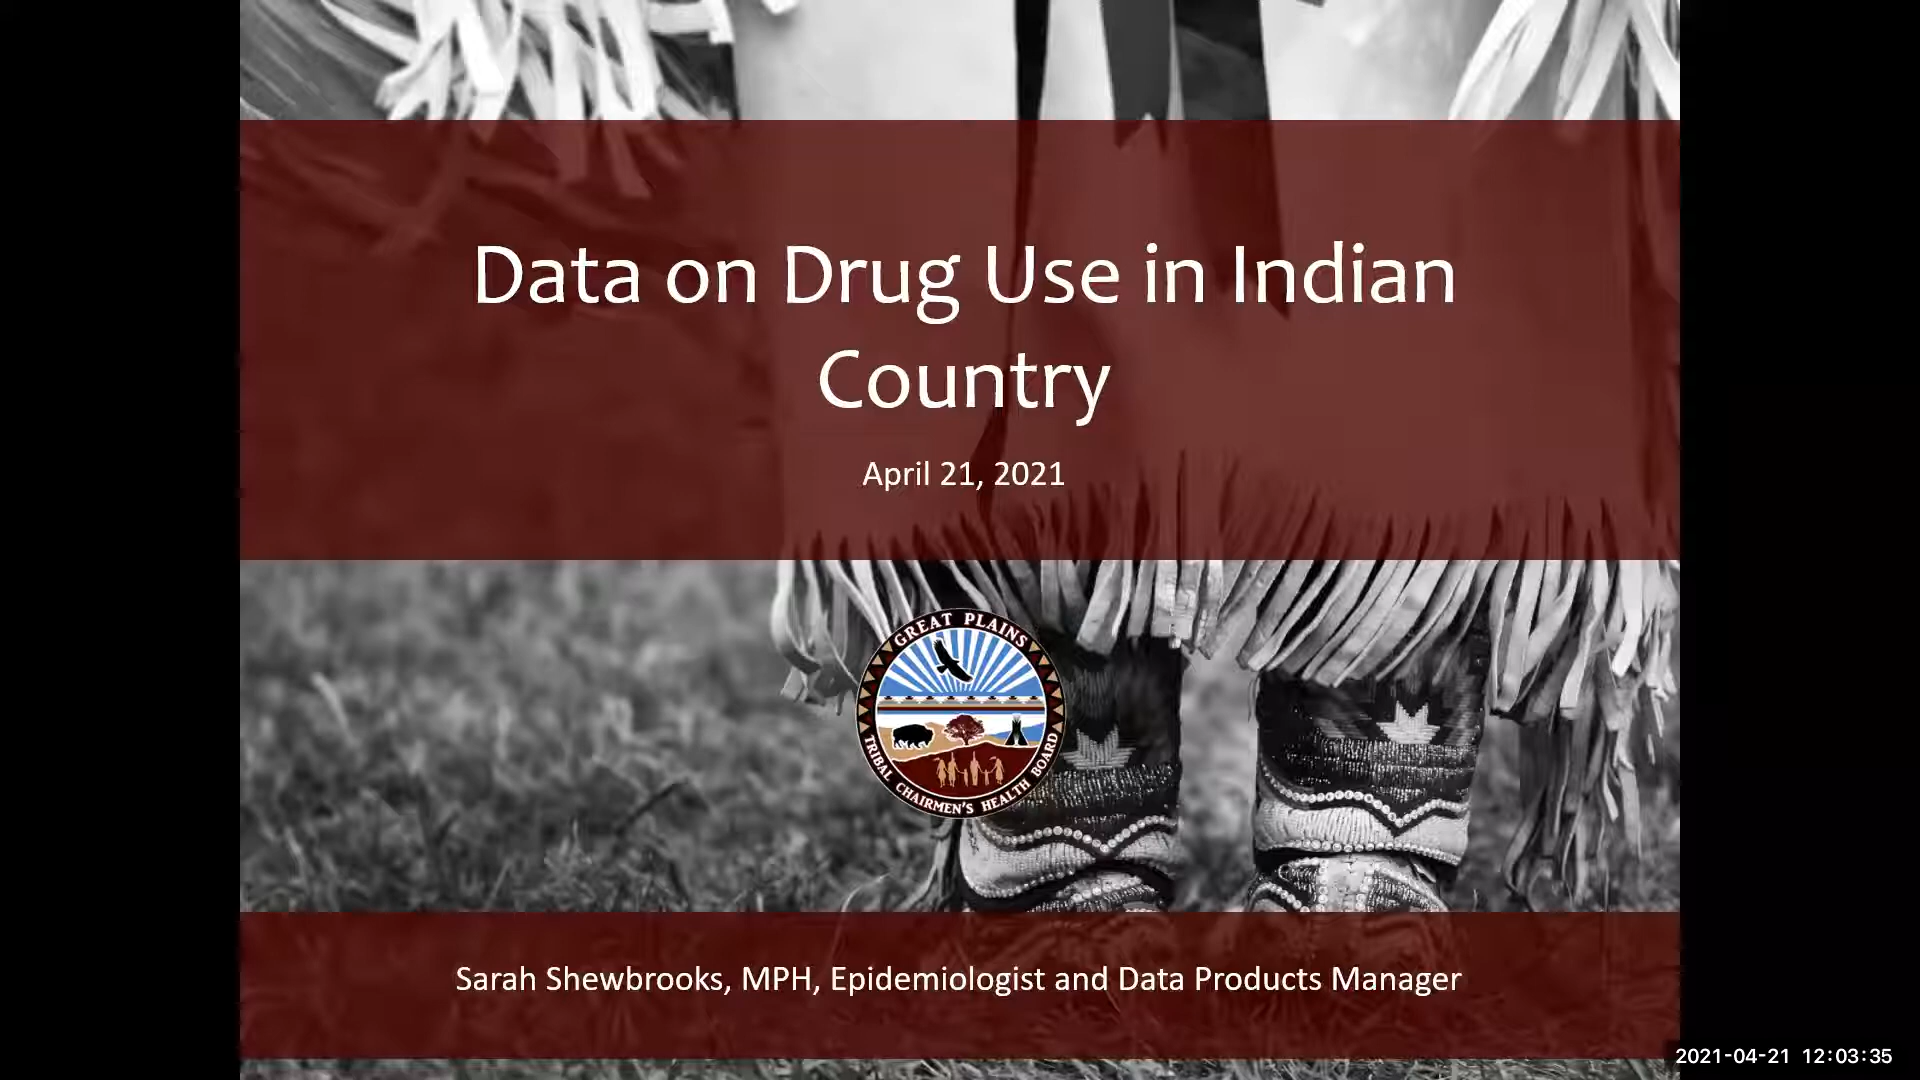 Data on Drug Use in Indian
Country
April 21, 2021
GREAT PLAINS
TRIBAL CHAIRMEN'S HEALTH BOARD
Sarah Shewbrooks, MPH, Epidemiologist and Data Products Manager
2021-04-21 12:03:35